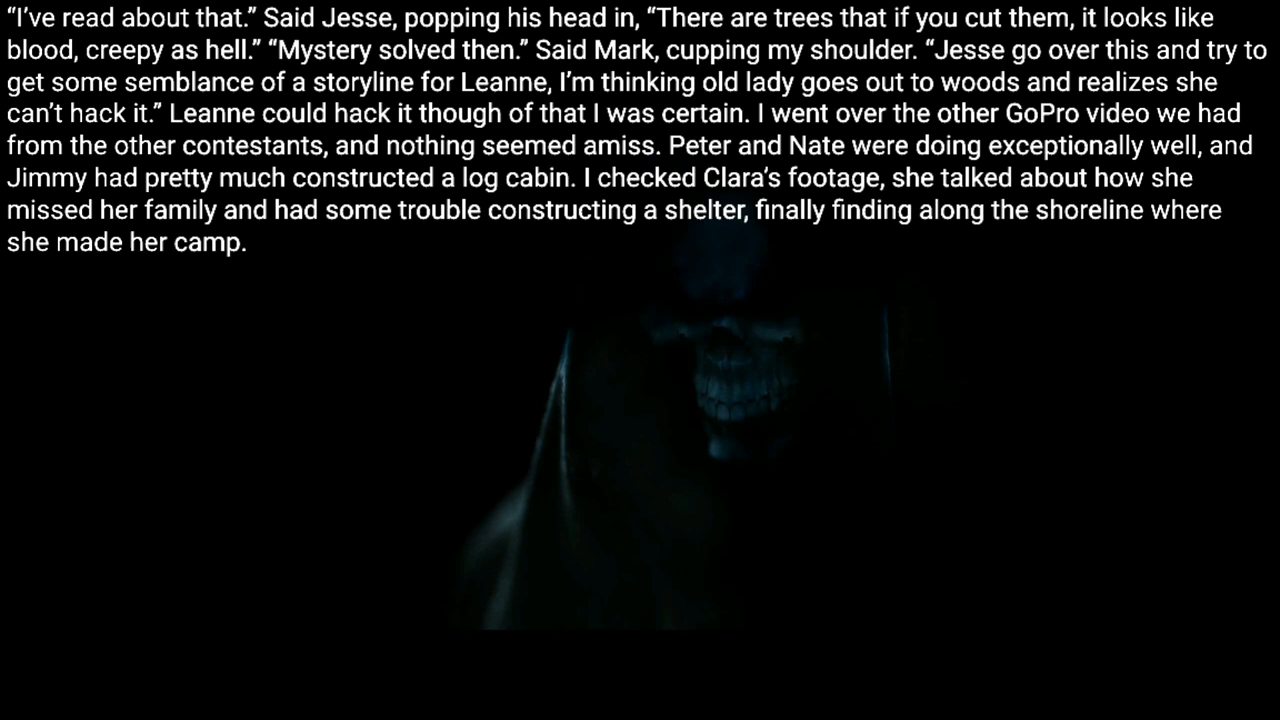 “I’ve read about that.” Said Jesse, popping his head in, “There are trees that if you cut them, it looks like
blood, creepy as hell.” “Mystery solved then.” Said Mark, cupping my shoulder. “Jesse go over this and try to
get some semblance of a storyline for Leanne, I’m thinking old lady goes out to woods and realizes she
can’t hack it.” Leanne could hack it though of that I was certain. I went over the other GoPro video we had
from the other contestants, and nothing seemed amiss. Peter and Nate were doing exceptionally well, and
Jimmy had pretty much constructed a log cabin. I checked Clara’s footage, she talked about how she
missed her family and had some trouble constructing a shelter, finally finding along the shoreline where
she made her camp.